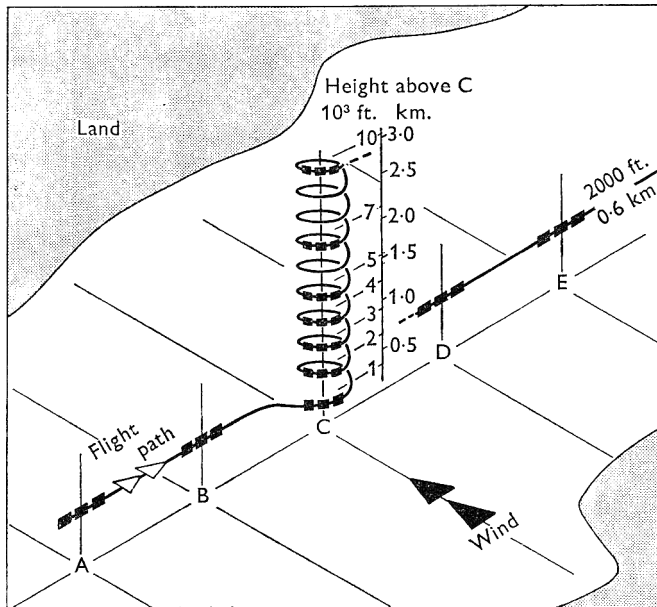 Height above C
10³ ft. km.
Land
10
3.0
2.5
7
2.0
5
1.5
4
3
1.0
2
0.5
1
2000 ft.
0.6 km
E
D
C
Flight
path
B
A
Wind